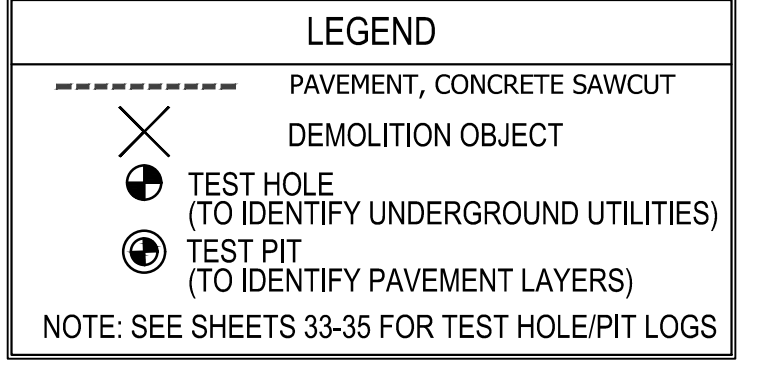 LEGEND
PAVEMENT, CONCRETE SAWCUT
DEMOLITION OBJECT
TEST HOLE
(TO IDENTIFY UNDERGROUND UTILITIES)
TEST PIT
(TO IDENTIFY PAVEMENT LAYERS)
NOTE: SEE SHEETS 33-35 FOR TEST HOLE/PIT LOGS